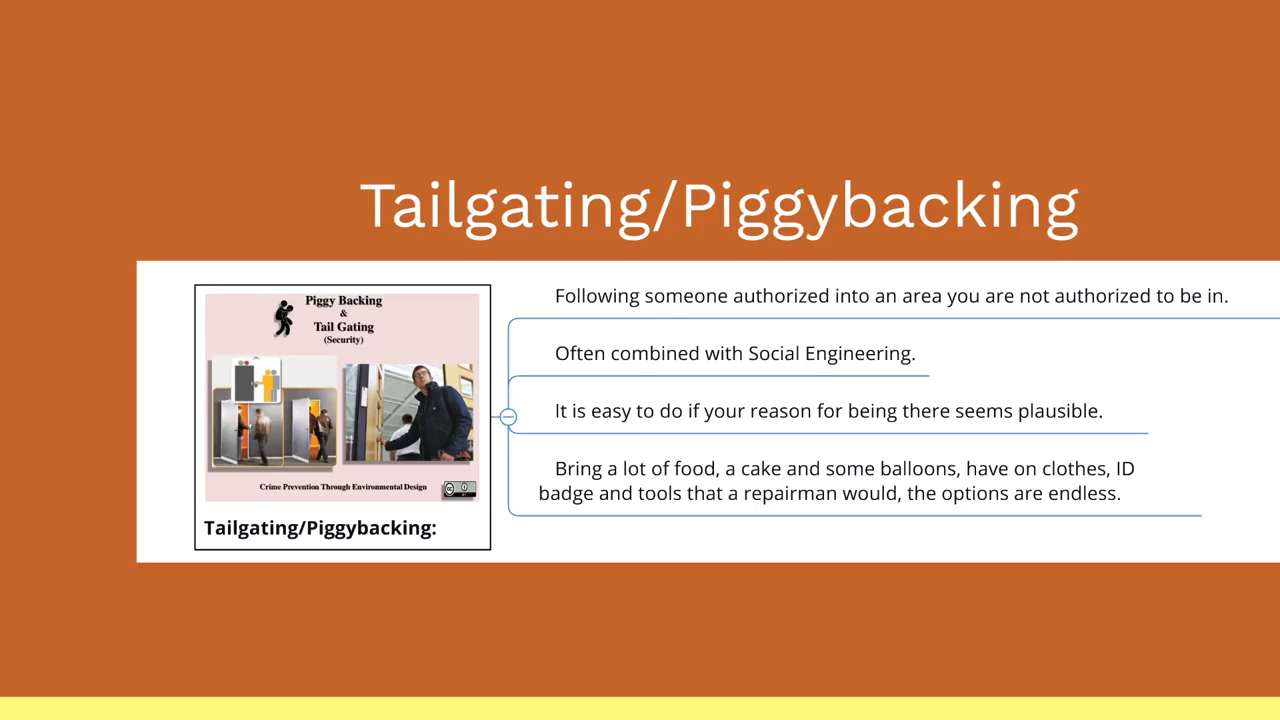 Tailgating/Piggybacking
Piggy Backing
&
Tail Gating
(Security)
Crime Prevention Through Environmental Design
Tailgating/Piggybacking:
Following someone authorized into an area you are not authorized to be in.
Often combined with Social Engineering.
It is easy to do if your reason for being there seems plausible.
Bring a lot of food, a cake and some balloons, have on clothes, ID
badge and tools that a repairman would, the options are endless.